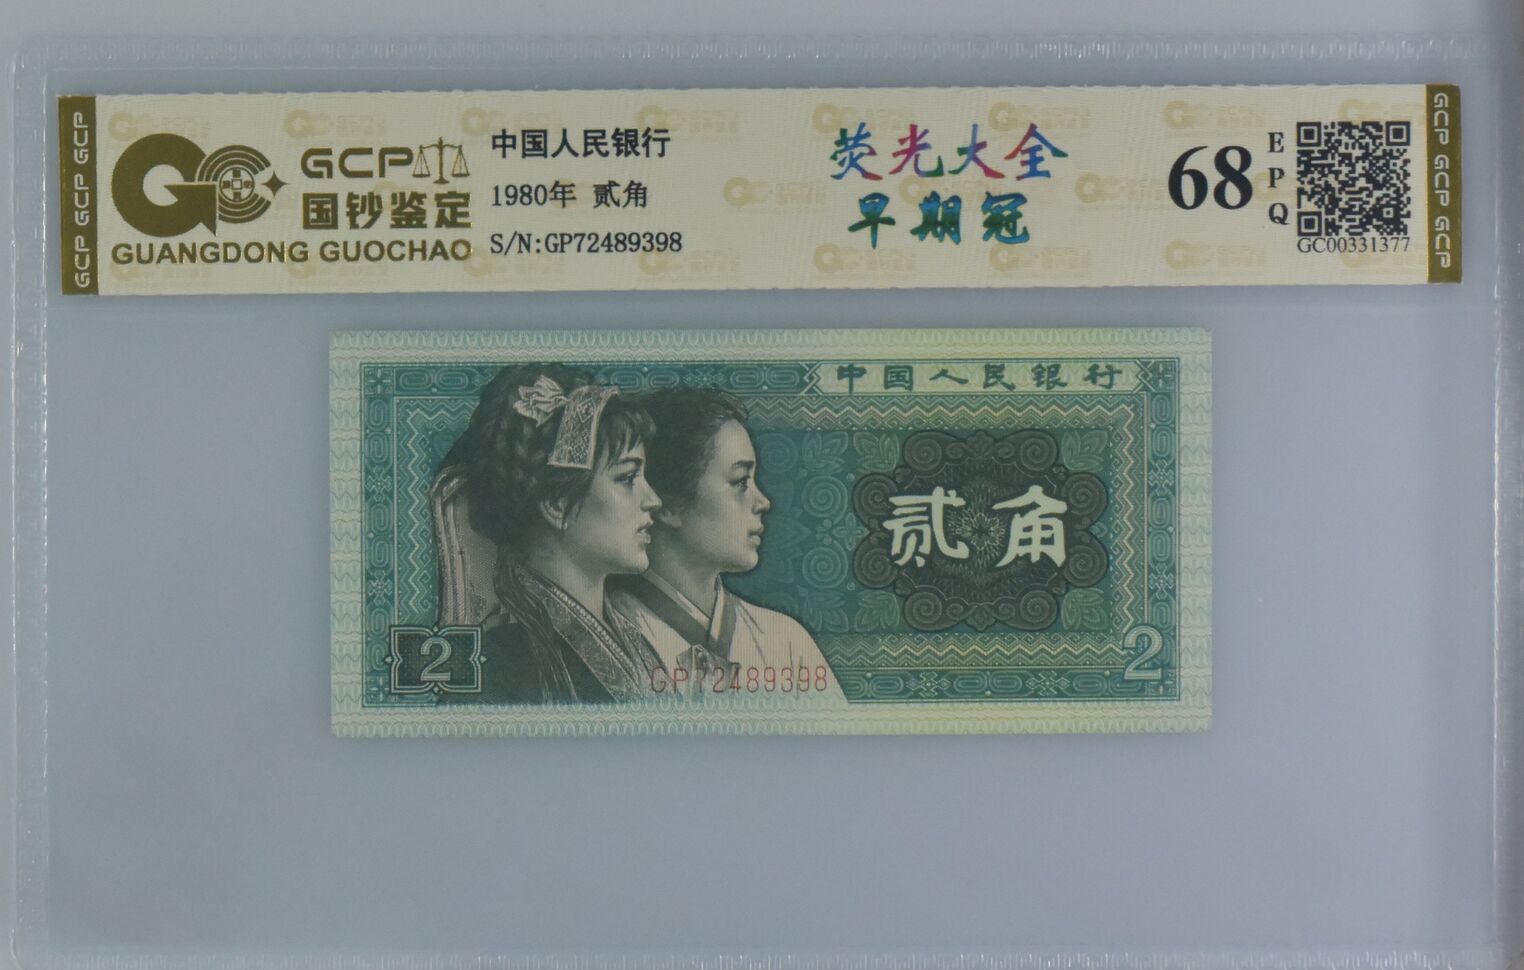 GCP GCP GCP
GCP
国钞鉴定
GUANGDONG GUOCHAO
中国人民银行
1980年 贰角
S/N:GP72489398
荧光大全
早期冠
68
EPQ
GC00331377
GCP GCP GCP
中国人民银行
贰角
2
GP72489398
2